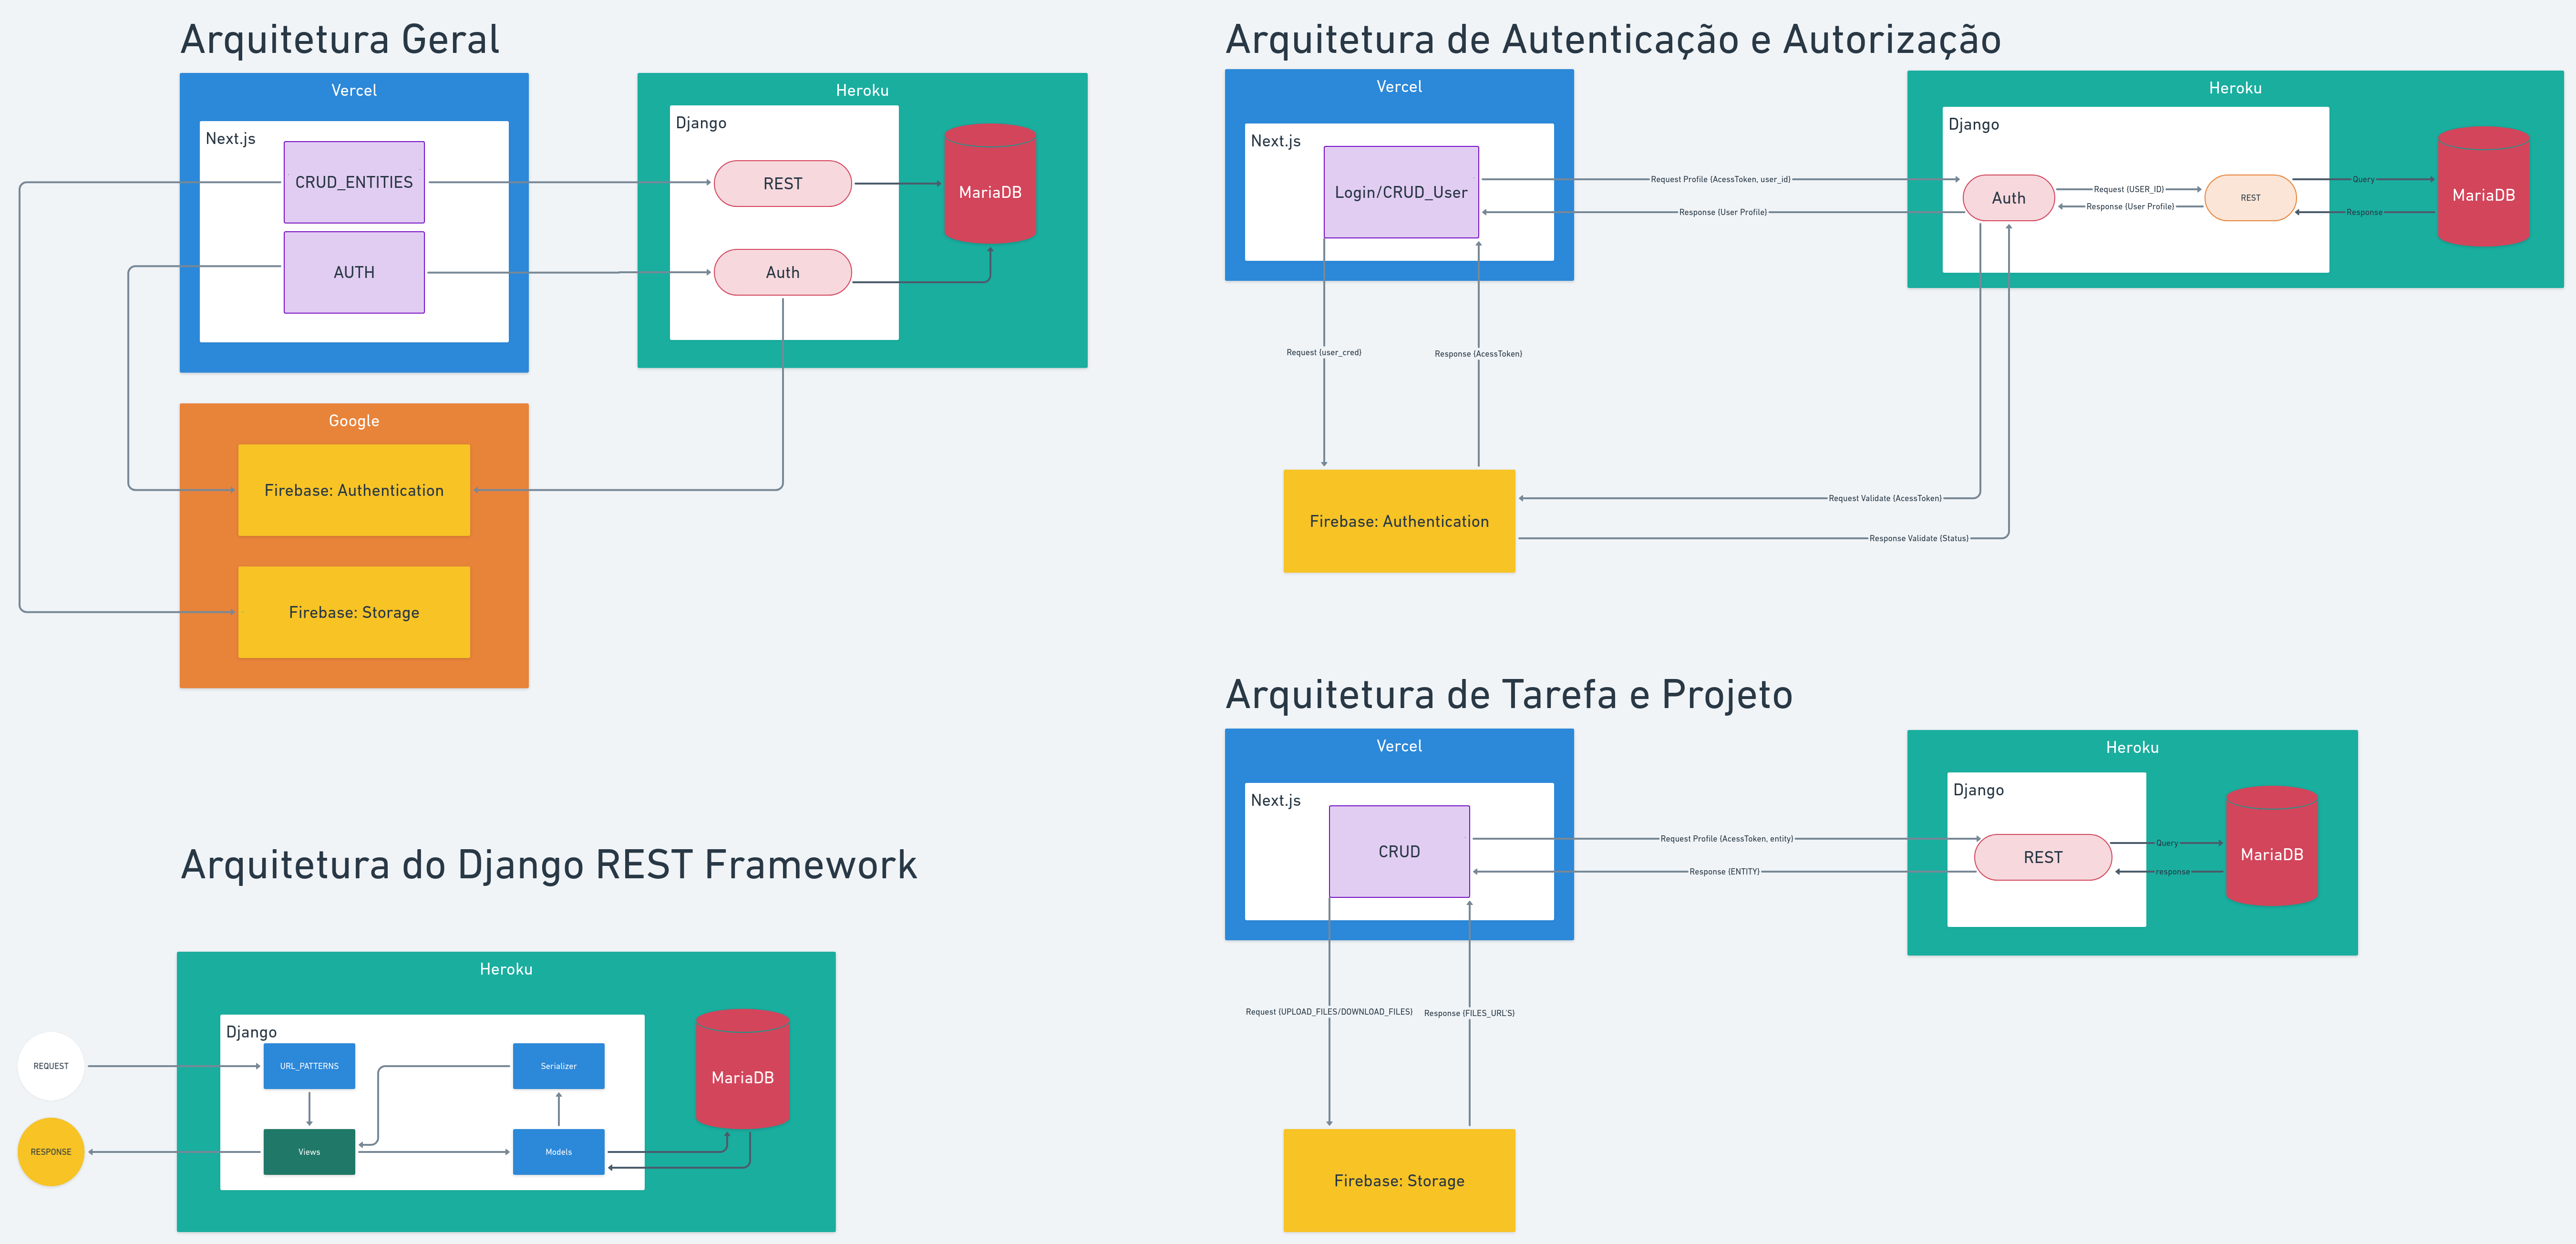 Arquitetura Geral
Vercel
Next.js
CRUD_ENTITIES
AUTH
Heroku
Django
REST
Auth
MariaDB
Google
Firebase: Authentication
Firebase: Storage
Arquitetura de Autenticação e Autorização
Vercel
Next.js
Login/CRUD_User
Request Profile (AcessToken, user_id)
Response (User Profile)
Heroku
Django
Auth
Request (USER_ID)
Response (User Profile)
REST
Query
Response
MariaDB
Request (user_cred)
Response (AcessToken)
Firebase: Authentication
Request Validate (AcessToken)
Response Validate (Status)
Arquitetura de Tarefa e Projeto
Vercel
Next.js
CRUD
Request Profile (AcessToken, entity)
Response (ENTITY)
Heroku
Django
REST
Query
response
MariaDB
Request (UPLOAD_FILES/DOWNLOAD_FILES)
Response (FILES_URL'S)
Firebase: Storage
Arquitetura do Django REST Framework
Heroku
Django
REQUEST
URL_PATTERNS
Serializer
MariaDB
RESPONSE
Views
Models